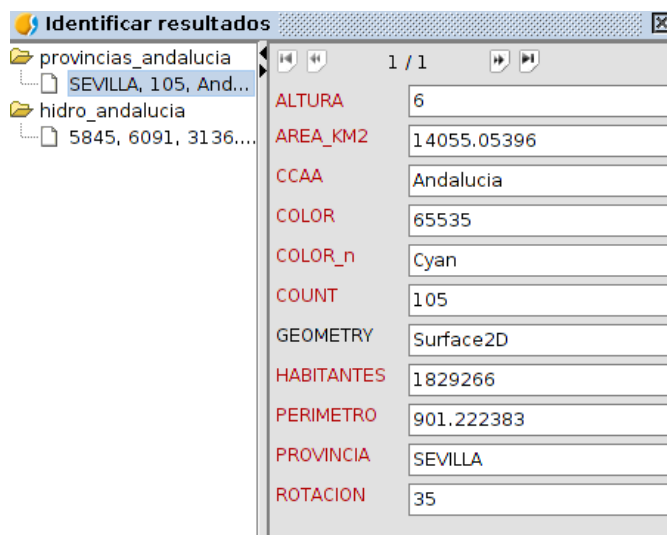 Identificar resultados
provincias_andalucia
SEVILLA, 105, And...
hidro_andalucia
5845, 6091, 3136....
1 / 1
ALTURA 6
AREA_KM2 14055.05396
CCAA Andalucia
COLOR 65535
COLOR_n Cyan
COUNT 105
GEOMETRY Surface2D
HABITANTES 1829266
PERIMETRO 901.222383
PROVINCIA SEVILLA
ROTACION 35